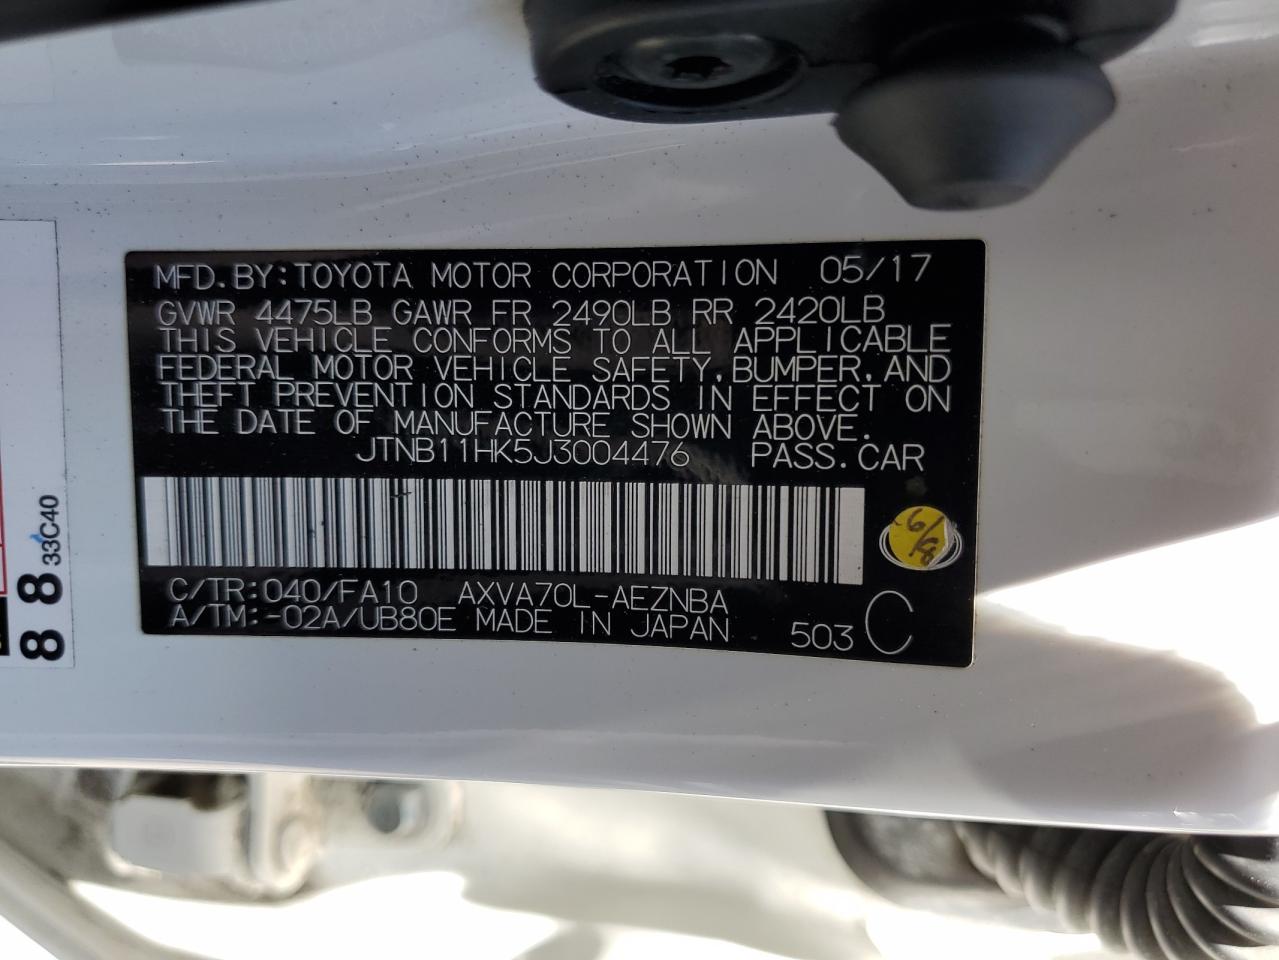 MFD.BY:TOYOTA MOTOR CORPORATION 05/17
GVWR 4475LB GAWR FR 2490LB RR 2420LB
THIS VEHICLE CONFORMS TO ALL APPLICABLE
FEDERAL MOTOR VEHICLE SAFETY,BUMPER,AND
THEFT PREVENTION STANDARDS IN EFFECT ON
THE DATE OF MANUFACTURE SHOWN ABOVE.
JTNB11HK5J3004476 PASS.CAR
C/TR:040/FA10 AXVA70L-AEZNBA
A/TM:-02A/UB80E MADE IN JAPAN 503 C
8 8 33C40